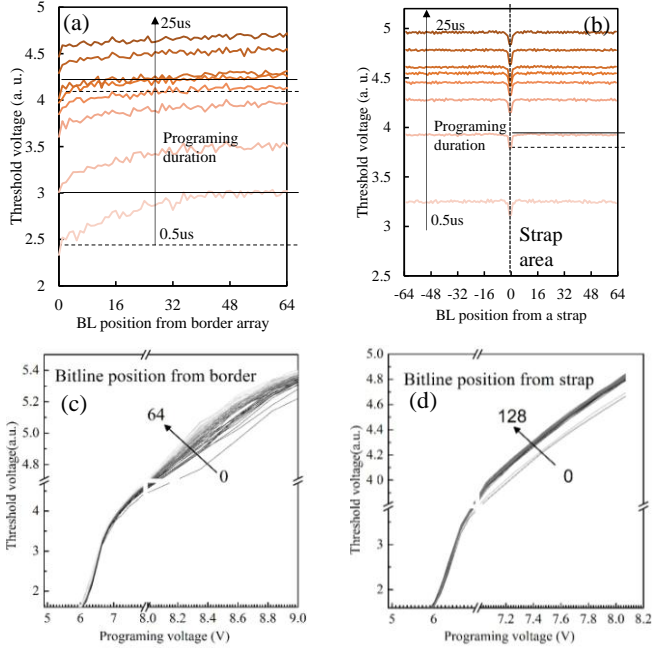 (a)
25us
5
4.5
4
3.5
3
2.5
2
Threshold voltage (a. u.)
Programing
duration
0.5us
0 16 32 48 64
BL position from border array
(b)
25us
5
4.5
4
3.5
3
2.5
Threshold voltage (a. u.)
Programing
duration
0.5us
Strap
area
-64 -48 -32 -16 0 16 32 48 64
BL position from a strap
(c)
Bitline position from border
5.4
5.2
5.0
4.8
4
3
2
Threshold voltage(a.u.)
64
0
5 6 7 8.0 8.2 8.4 8.6 8.8 9.0
Programing voltage (V)
(d)
Bitline position from strap
5.0
4.8
4.6
4.4
4.2
4.0
3
2
Threshold voltage(a.u.)
128
0
5 6 7.2 7.4 7.6 7.8 8.0 8.2
Programing voltage (V)